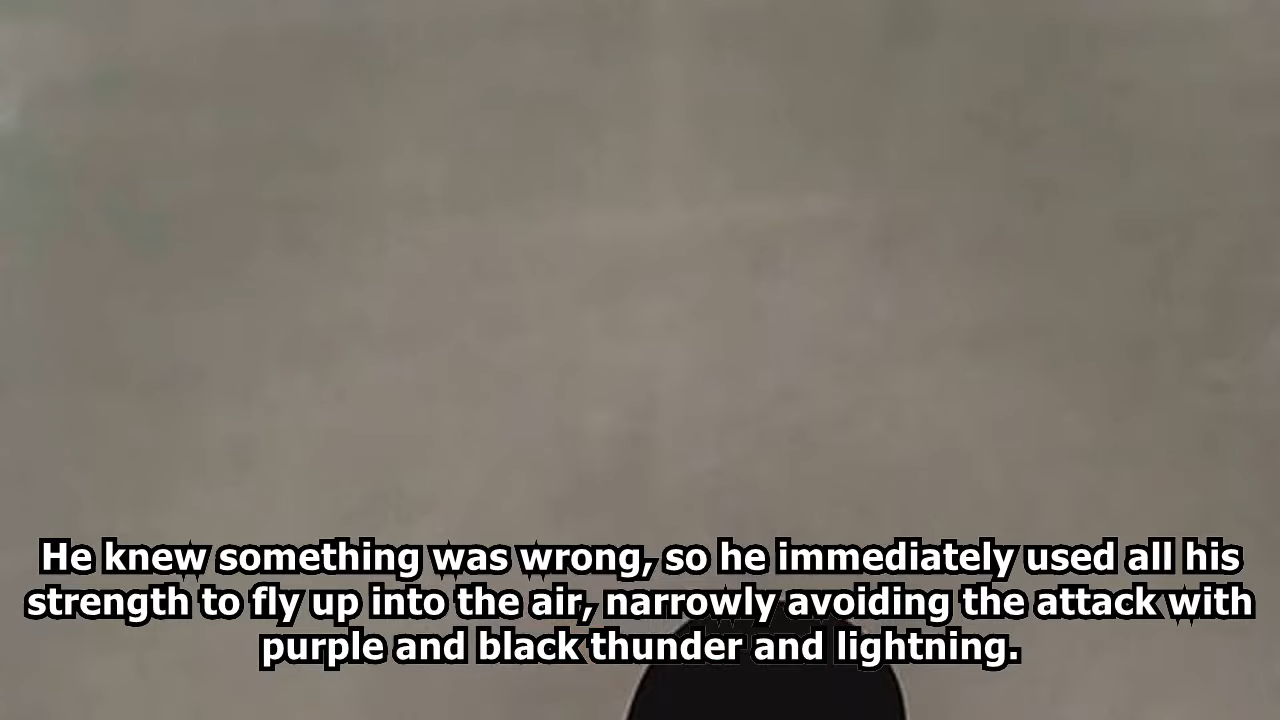 He knew something was wrong, so he immediately used all his
strength to fly up into the air, narrowly avoiding the attack with
purple and black thunder and lightning.